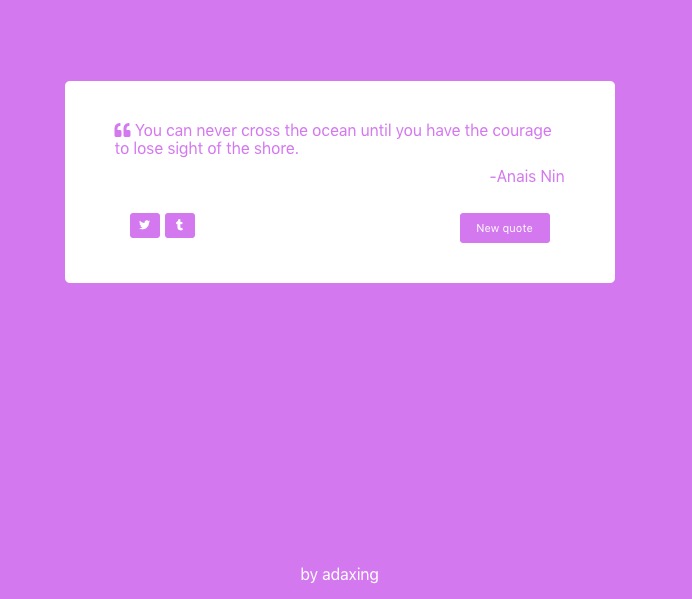 You can never cross the ocean until you have the courage
to lose sight of the shore.
-Anais Nin
New quote
by adaxing